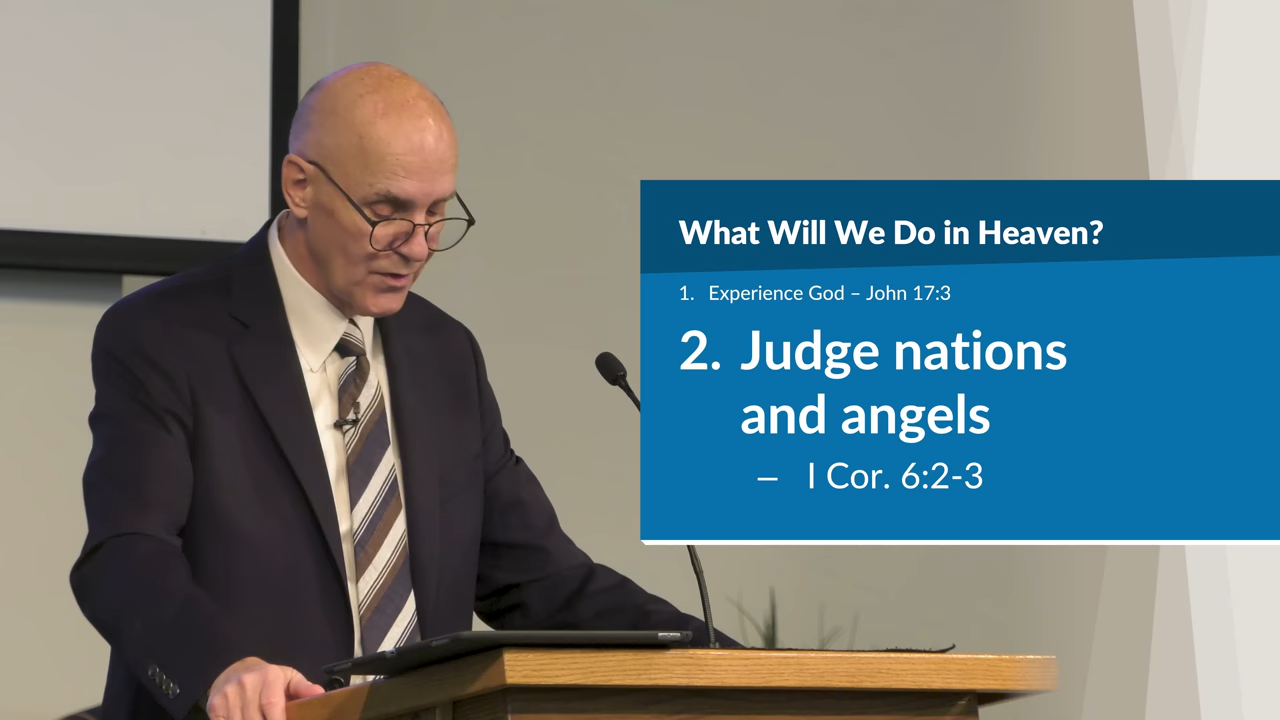 What Will We Do in Heaven?
1. Experience God – John 17:3
2. Judge nations
and angels
– I Cor. 6:2-3